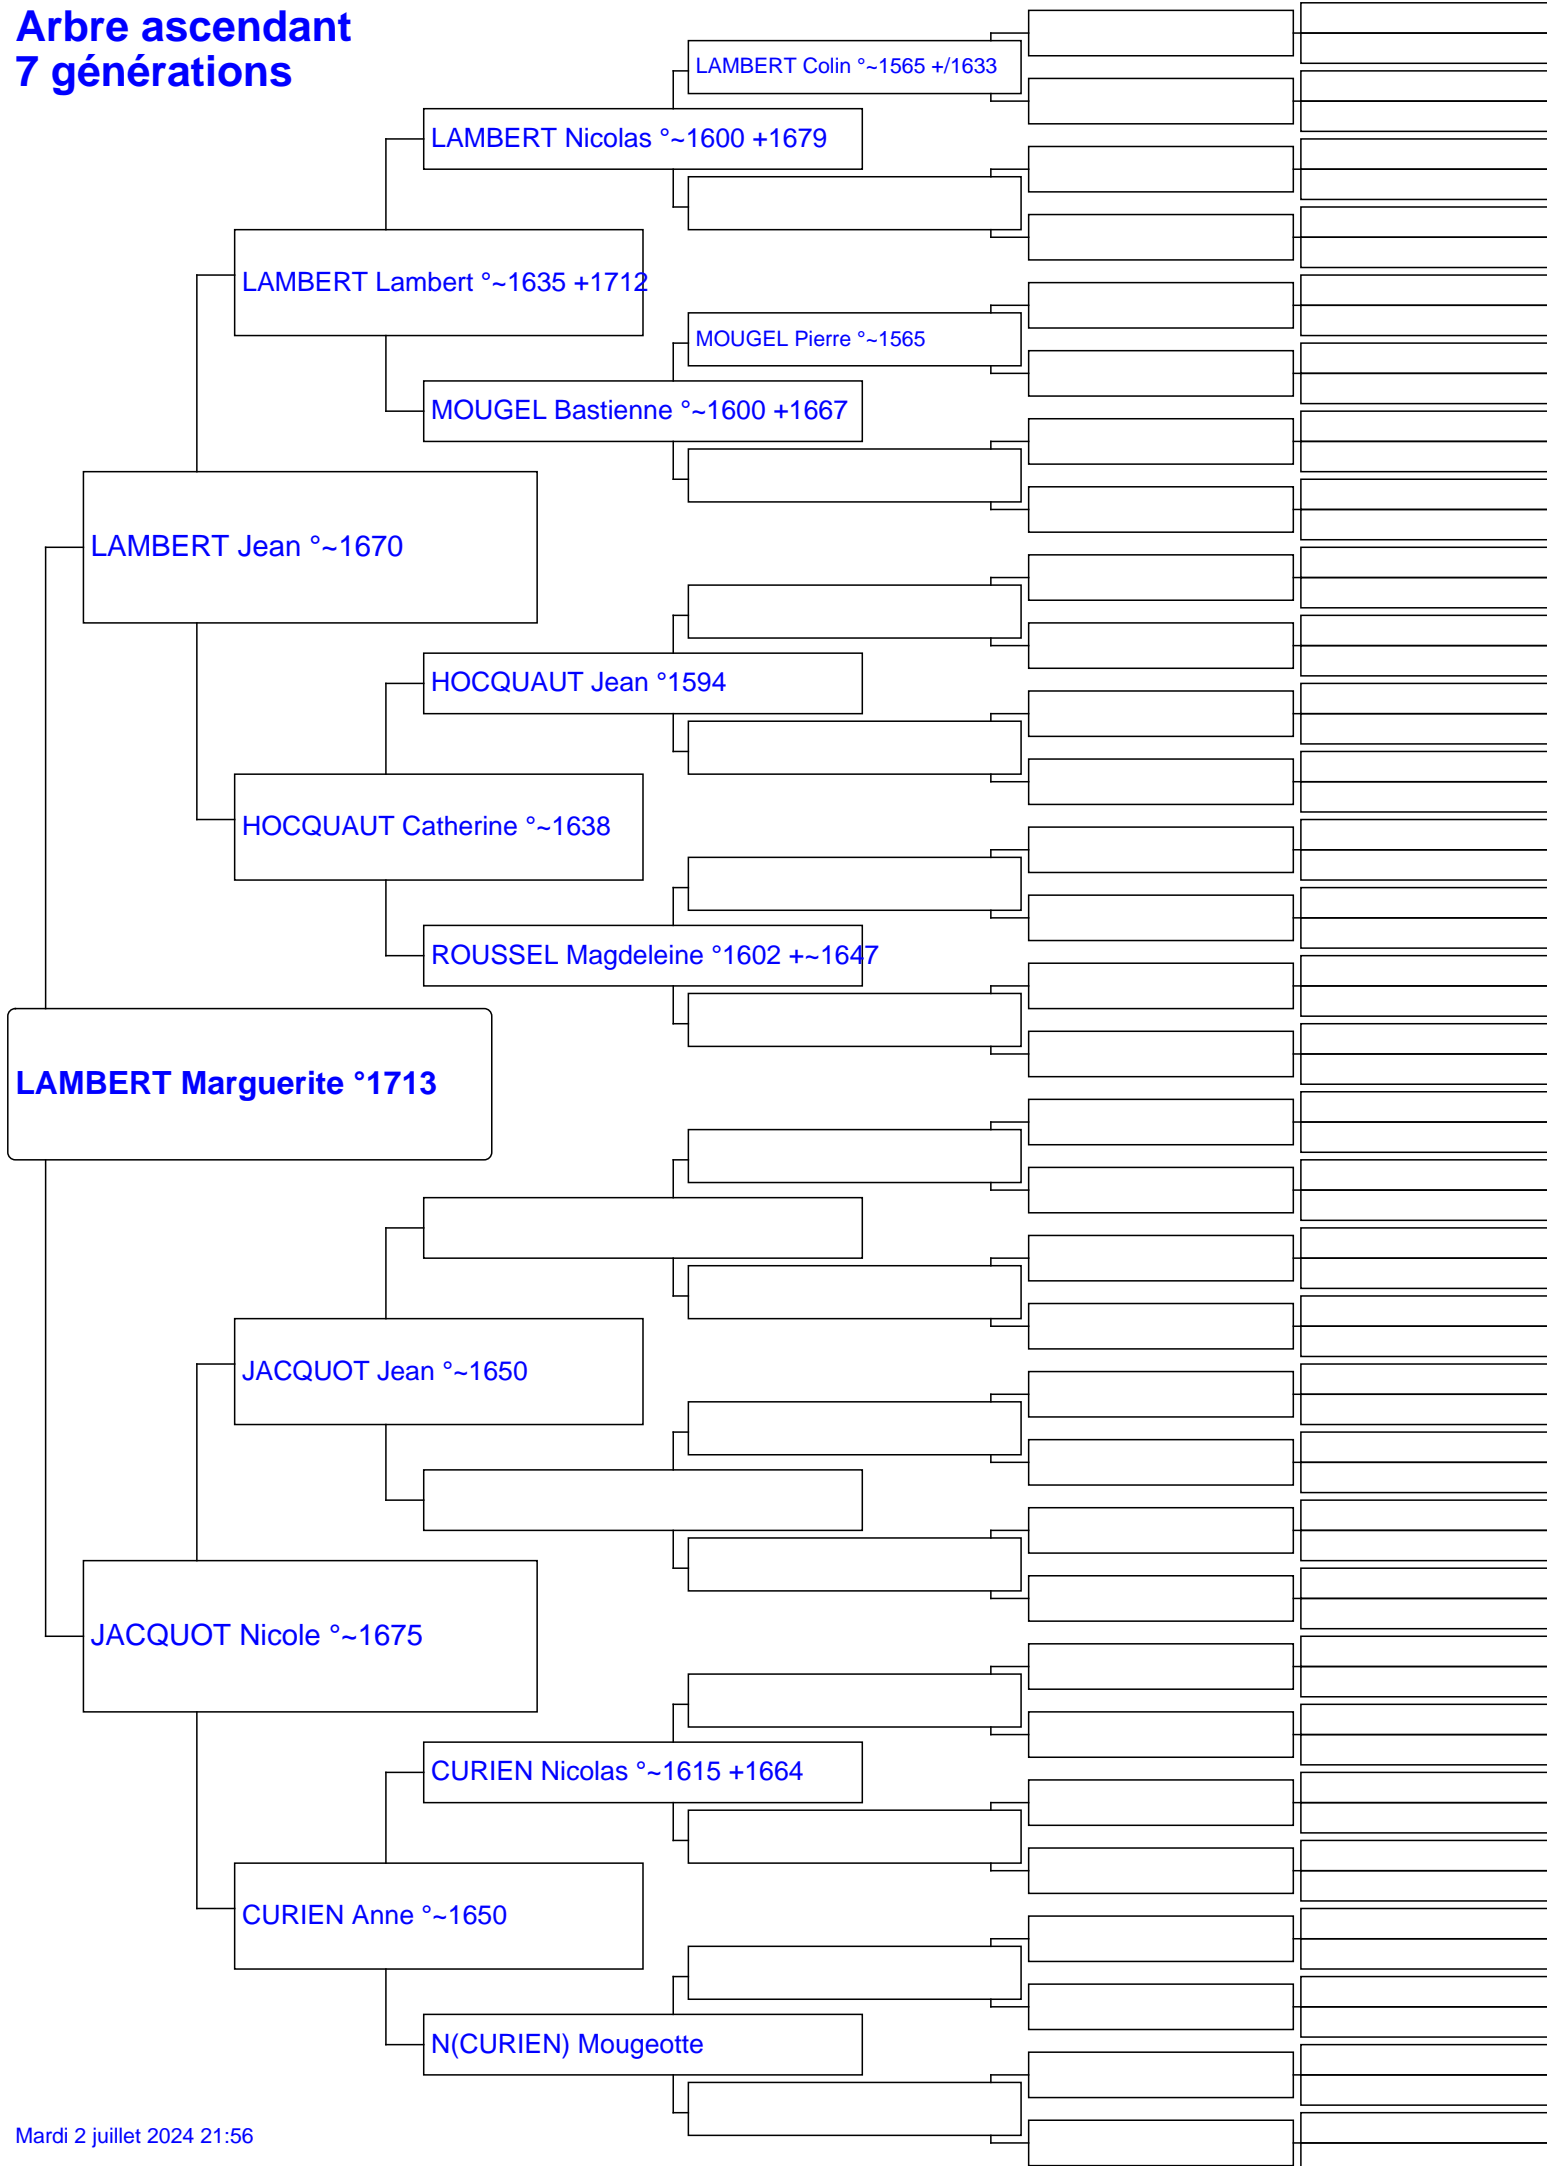 Arbre ascendant
7 générations
LAMBERT Colin °~1565 +/1633
LAMBERT Nicolas °~1600 +1679
LAMBERT Lambert °~1635 +1712
MOUGEL Pierre °~1565
MOUGEL Bastienne °~1600 +1667
LAMBERT Jean °~1670
HOCQUAUT Jean °1594
HOCQUAUT Catherine °~1638
ROUSSEL Magdeleine °1602 +~1647
LAMBERT Marguerite °1713
JACQUOT Jean °~1650
JACQUOT Nicole °~1675
CURIEN Nicolas °~1615 +1664
CURIEN Anne °~1650
N(CURIEN) Mougeotte
Mardi 2 juillet 2024 21:56